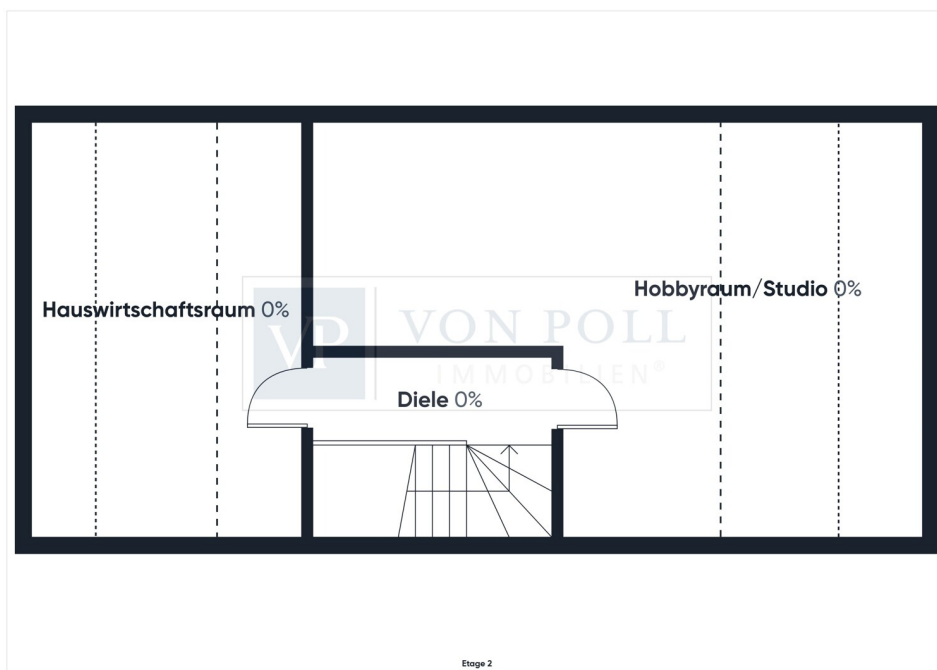 Hobbyraum/Studio 0%
Hauswirtschaftsraum 0%
VP VON POLL
IMMOBILIEN®
Diele 0%
Etage 2